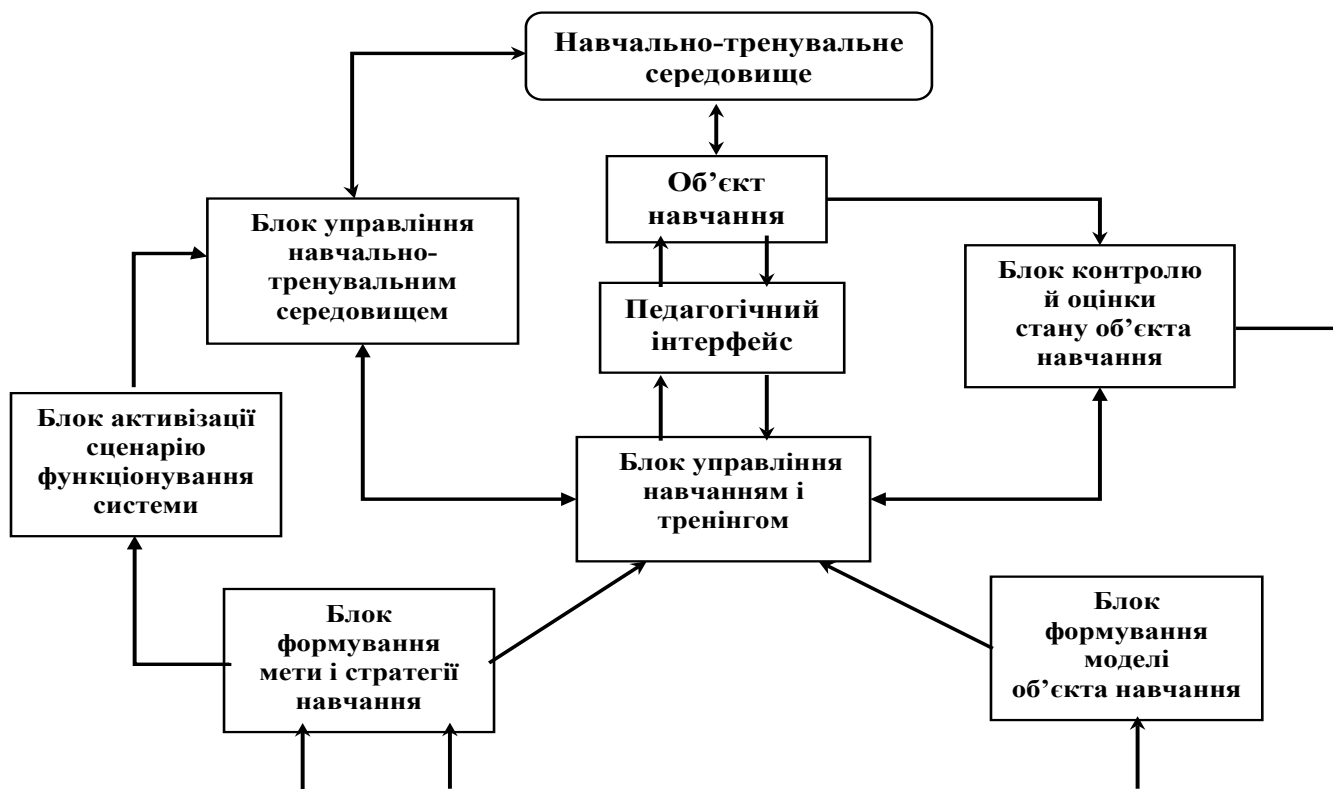 Навчально-тренувальне
середовище
Об’єкт
навчання
Блок управління
навчально-
тренувальним
середовищем
Блок контролю
й оцінки
стану об’єкта
навчання
Педагогічний
інтерфейс
Блок активізації
сценарію
функціонування
системи
Блок управління
навчанням і
тренінгом
Блок
формування
мети і стратегії
навчання
Блок
формування
моделі
об’єкта навчання